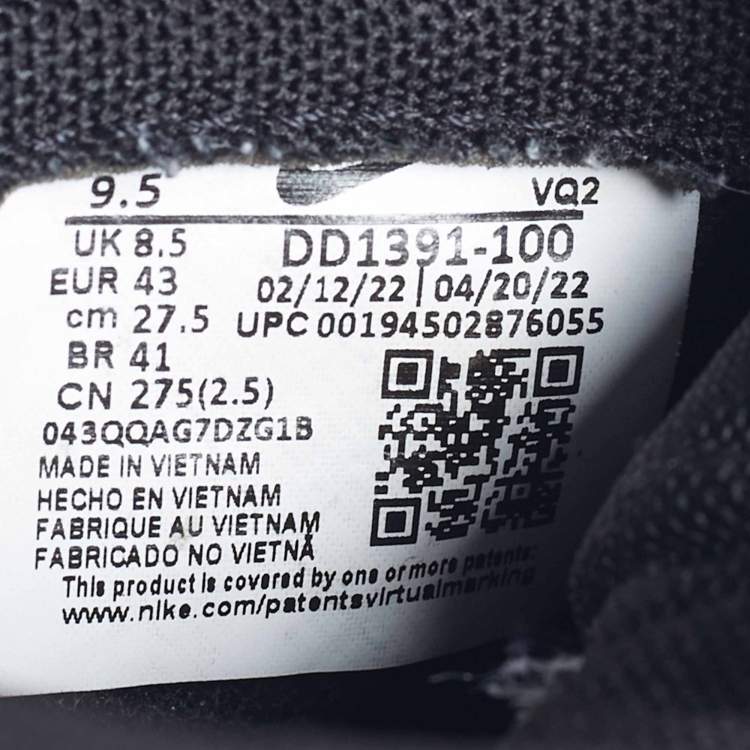 9.5 VQ2
UK 8.5 DD1391-100
EUR 43 02/12/22 | 04/20/22
cm 27.5 UPC 00194502876055
BR 41
CN 275(2.5)
043QQAG7DZG1B
MADE IN VIETNAM
HECHO EN VIETNAM
FABRIQUE AU VIETNAM
FABRICADO NO VIETNÃ
This product is covered by one or more patents:
www.nike.com/patentsvirtualmarking